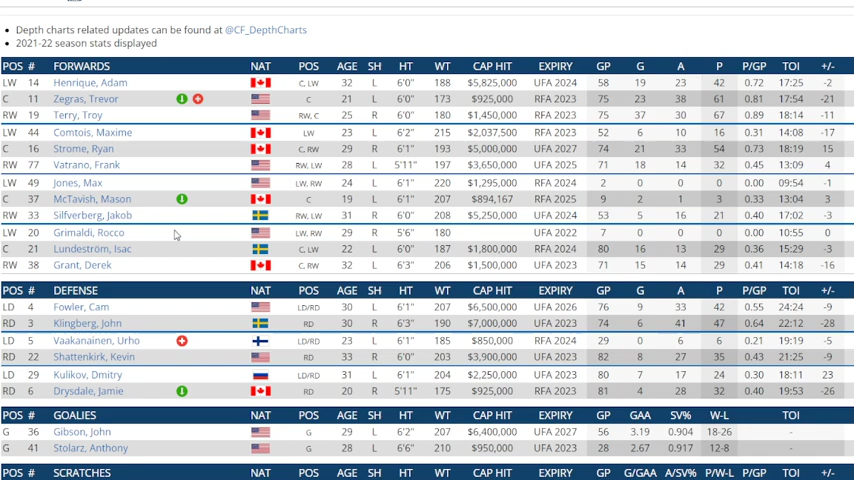 Depth charts related updates can be found at @CF_DepthCharts
2021-22 season stats displayed
POS # FORWARDS NAT POS AGE SH HT WT CAP HIT EXPIRY GP G A P P/GP TOI +/-
LW 14 Henrique, Adam C, LW 32 L 6'0" 188 $5,825,000 UFA 2024 58 19 23 42 0.72 17:25 -2
C 11 Zegras, Trevor C 21 L 6'0" 173 $925,000 RFA 2023 75 23 38 61 0.81 17:54 -21
RW 19 Terry, Troy RW, C 25 R 6'0" 180 $1,450,000 RFA 2023 75 37 30 67 0.89 18:14 -11
LW 44 Comtois, Maxime LW 23 L 6'2" 215 $2,037,500 RFA 2023 52 6 10 16 0.31 14:08 -17
C 16 Strome, Ryan C, RW 29 R 6'1" 193 $5,000,000 UFA 2027 74 21 33 54 0.73 18:19 15
RW 77 Vatrano, Frank RW, LW 28 L 5'11" 197 $3,650,000 UFA 2025 71 18 14 32 0.45 13:09 4
LW 49 Jones, Max LW, RW 24 L 6'1" 220 $1,295,000 RFA 2024 2 0 0 0 0.00 09:54 -1
C 37 McTavish, Mason C 19 L 6'1" 207 $894,167 RFA 2025 9 2 1 3 0.33 13:04 3
RW 33 Silfverberg, Jakob RW, LW 31 R 6'0" 208 $5,250,000 UFA 2024 53 5 16 21 0.40 17:02 -3
LW 20 Grimaldi, Rocco LW, RW 29 R 5'6" 180 UFA 2022 7 0 0 0 0.00 10:55 0
C 21 Lundeström, Isac C, LW 22 L 6'0" 187 $1,800,000 RFA 2024 80 16 13 29 0.36 15:29 -3
RW 38 Grant, Derek C, RW 32 L 6'3" 206 $1,500,000 UFA 2023 71 15 14 29 0.41 14:18 -16
POS # DEFENSE NAT POS AGE SH HT WT CAP HIT EXPIRY GP G A P P/GP TOI +/-
LD 4 Fowler, Cam LD/RD 30 L 6'1" 207 $6,500,000 UFA 2026 76 9 33 42 0.55 24:24 -9
RD 3 Klingberg, John RD 30 R 6'3" 190 $7,000,000 UFA 2023 74 6 41 47 0.64 22:12 -28
LD 5 Vaakanainen, Urho LD/RD 23 L 6'1" 185 $850,000 RFA 2024 29 0 6 6 0.21 19:19 -5
RD 22 Shattenkirk, Kevin RD 33 R 6'0" 203 $3,900,000 UFA 2023 82 8 27 35 0.43 21:25 -9
LD 29 Kulikov, Dmitry LD/RD 31 L 6'1" 204 $2,250,000 UFA 2023 80 7 17 24 0.30 18:11 23
RD 6 Drysdale, Jamie RD 20 R 5'11" 175 $925,000 RFA 2023 81 4 28 32 0.40 19:53 -26
POS # GOALIES NAT POS AGE SH HT WT CAP HIT EXPIRY GP GAA SV% W-L TOI
G 36 Gibson, John G 29 L 6'2" 207 $6,400,000 UFA 2027 56 3.19 0.904 18-26 -
G 41 Stolarz, Anthony G 28 L 6'6" 210 $950,000 UFA 2023 28 2.67 0.917 12-8 -
POS # SCRATCHES NAT POS AGE SH HT WT CAP HIT EXPIRY GP G/GAA A/SV% P/W-L P/GP TOI +/-